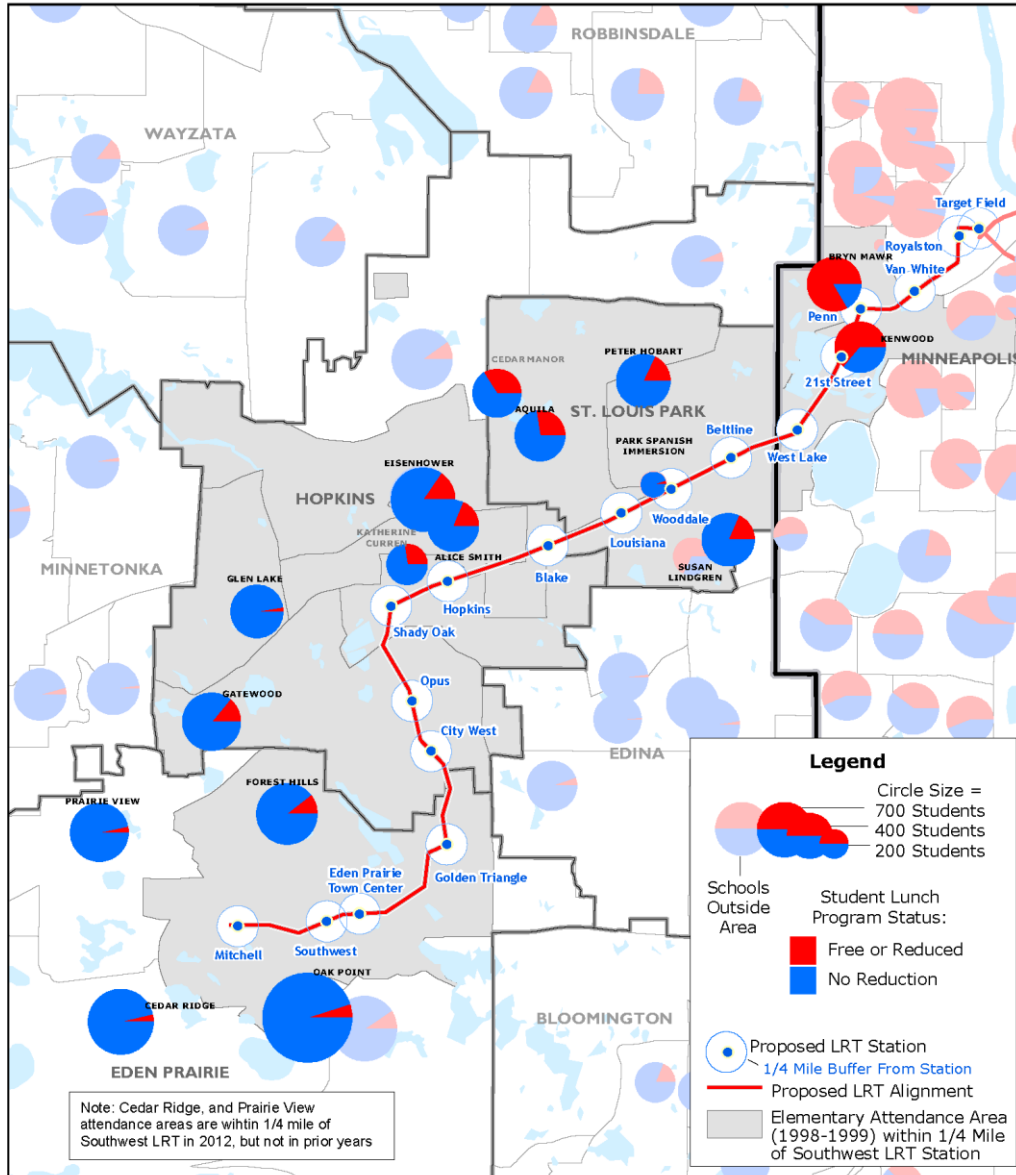 ROBBINSDALE
WAYZATA
Target Field
Royalston
BRYN MAWR
Van White
Penn
KENWOOD
MINNEAPOLIS
21st Street
PETER HOBART
CEDAR MANOR
ST. LOUIS PARK
AQUILA
Beltline
West Lake
PARK SPANISH
IMMERSION
EISENHOWER
HOPKINS
Wooddale
Louisiana
KATHERINE
CURREN
ALICE SMITH
Blake
SUSAN
LINDGREN
MINNETONKA
GLEN LAKE
Hopkins
Shady Oak
Opus
GATEWOOD
City West
EDINA
FOREST HILLS
PRAIRIE VIEW
Golden Triangle
Eden Prairie
Town Center
Mitchell
Southwest
OAK POINT
CEDAR RIDGE
BLOOMINGTON
EDEN PRAIRIE
Note: Cedar Ridge, and Prairie View
attendance areas are whtin 1/4 mile of
Southwest LRT in 2012, but not in prior years
Legend
Circle Size =
700 Students
400 Students
200 Students
Schools
Outside
Area
Student Lunch
Program Status:
Free or Reduced
No Reduction
Proposed LRT Station
1/4 Mile Buffer From Station
Proposed LRT Alignment
Elementary Attendance Area
(1998-1999) within 1/4 Mile
of Southwest LRT Station